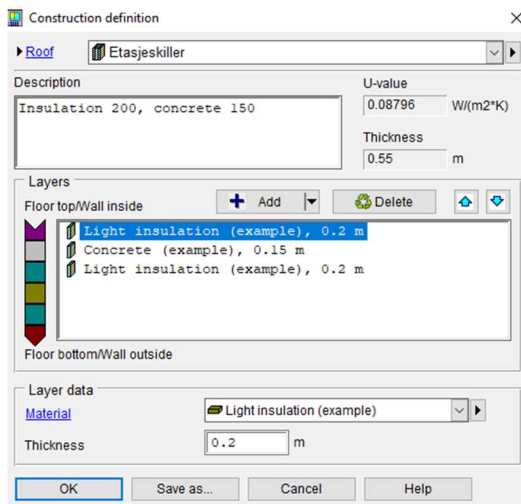 Construction definition
Roof Etasjeskiller
Description
U-value
Insulation 200, concrete 150
0.08796 W/(m2*K)
Thickness
0.55 m
Layers
Floor top/Wall inside Add Delete
Light insulation (example), 0.2 m
Concrete (example), 0.15 m
Light insulation (example), 0.2 m
Floor bottom/Wall outside
Layer data
Material Light insulation (example)
Thickness 0.2 m
OK Save as... Cancel Help